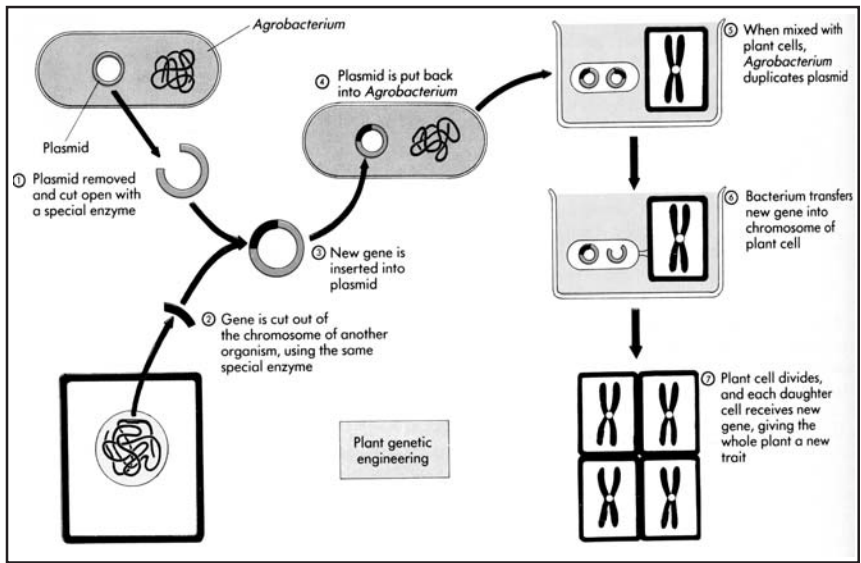 Agrobacterium
Plasmid
① Plasmid removed
and cut open with
a special enzyme
② Gene is cut out of
the chromosome of another
organism, using the same
special enzyme
③ New gene is
inserted into
plasmid
④ Plasmid is put back
into Agrobacterium
⑤ When mixed with
plant cells,
Agrobacterium
duplicates plasmid
⑥ Bacterium transfers
new gene into
chromosome of
plant cell
⑦ Plant cell divides,
and each daughter
cell receives new
gene, giving the
whole plant a new
trait
Plant genetic
engineering